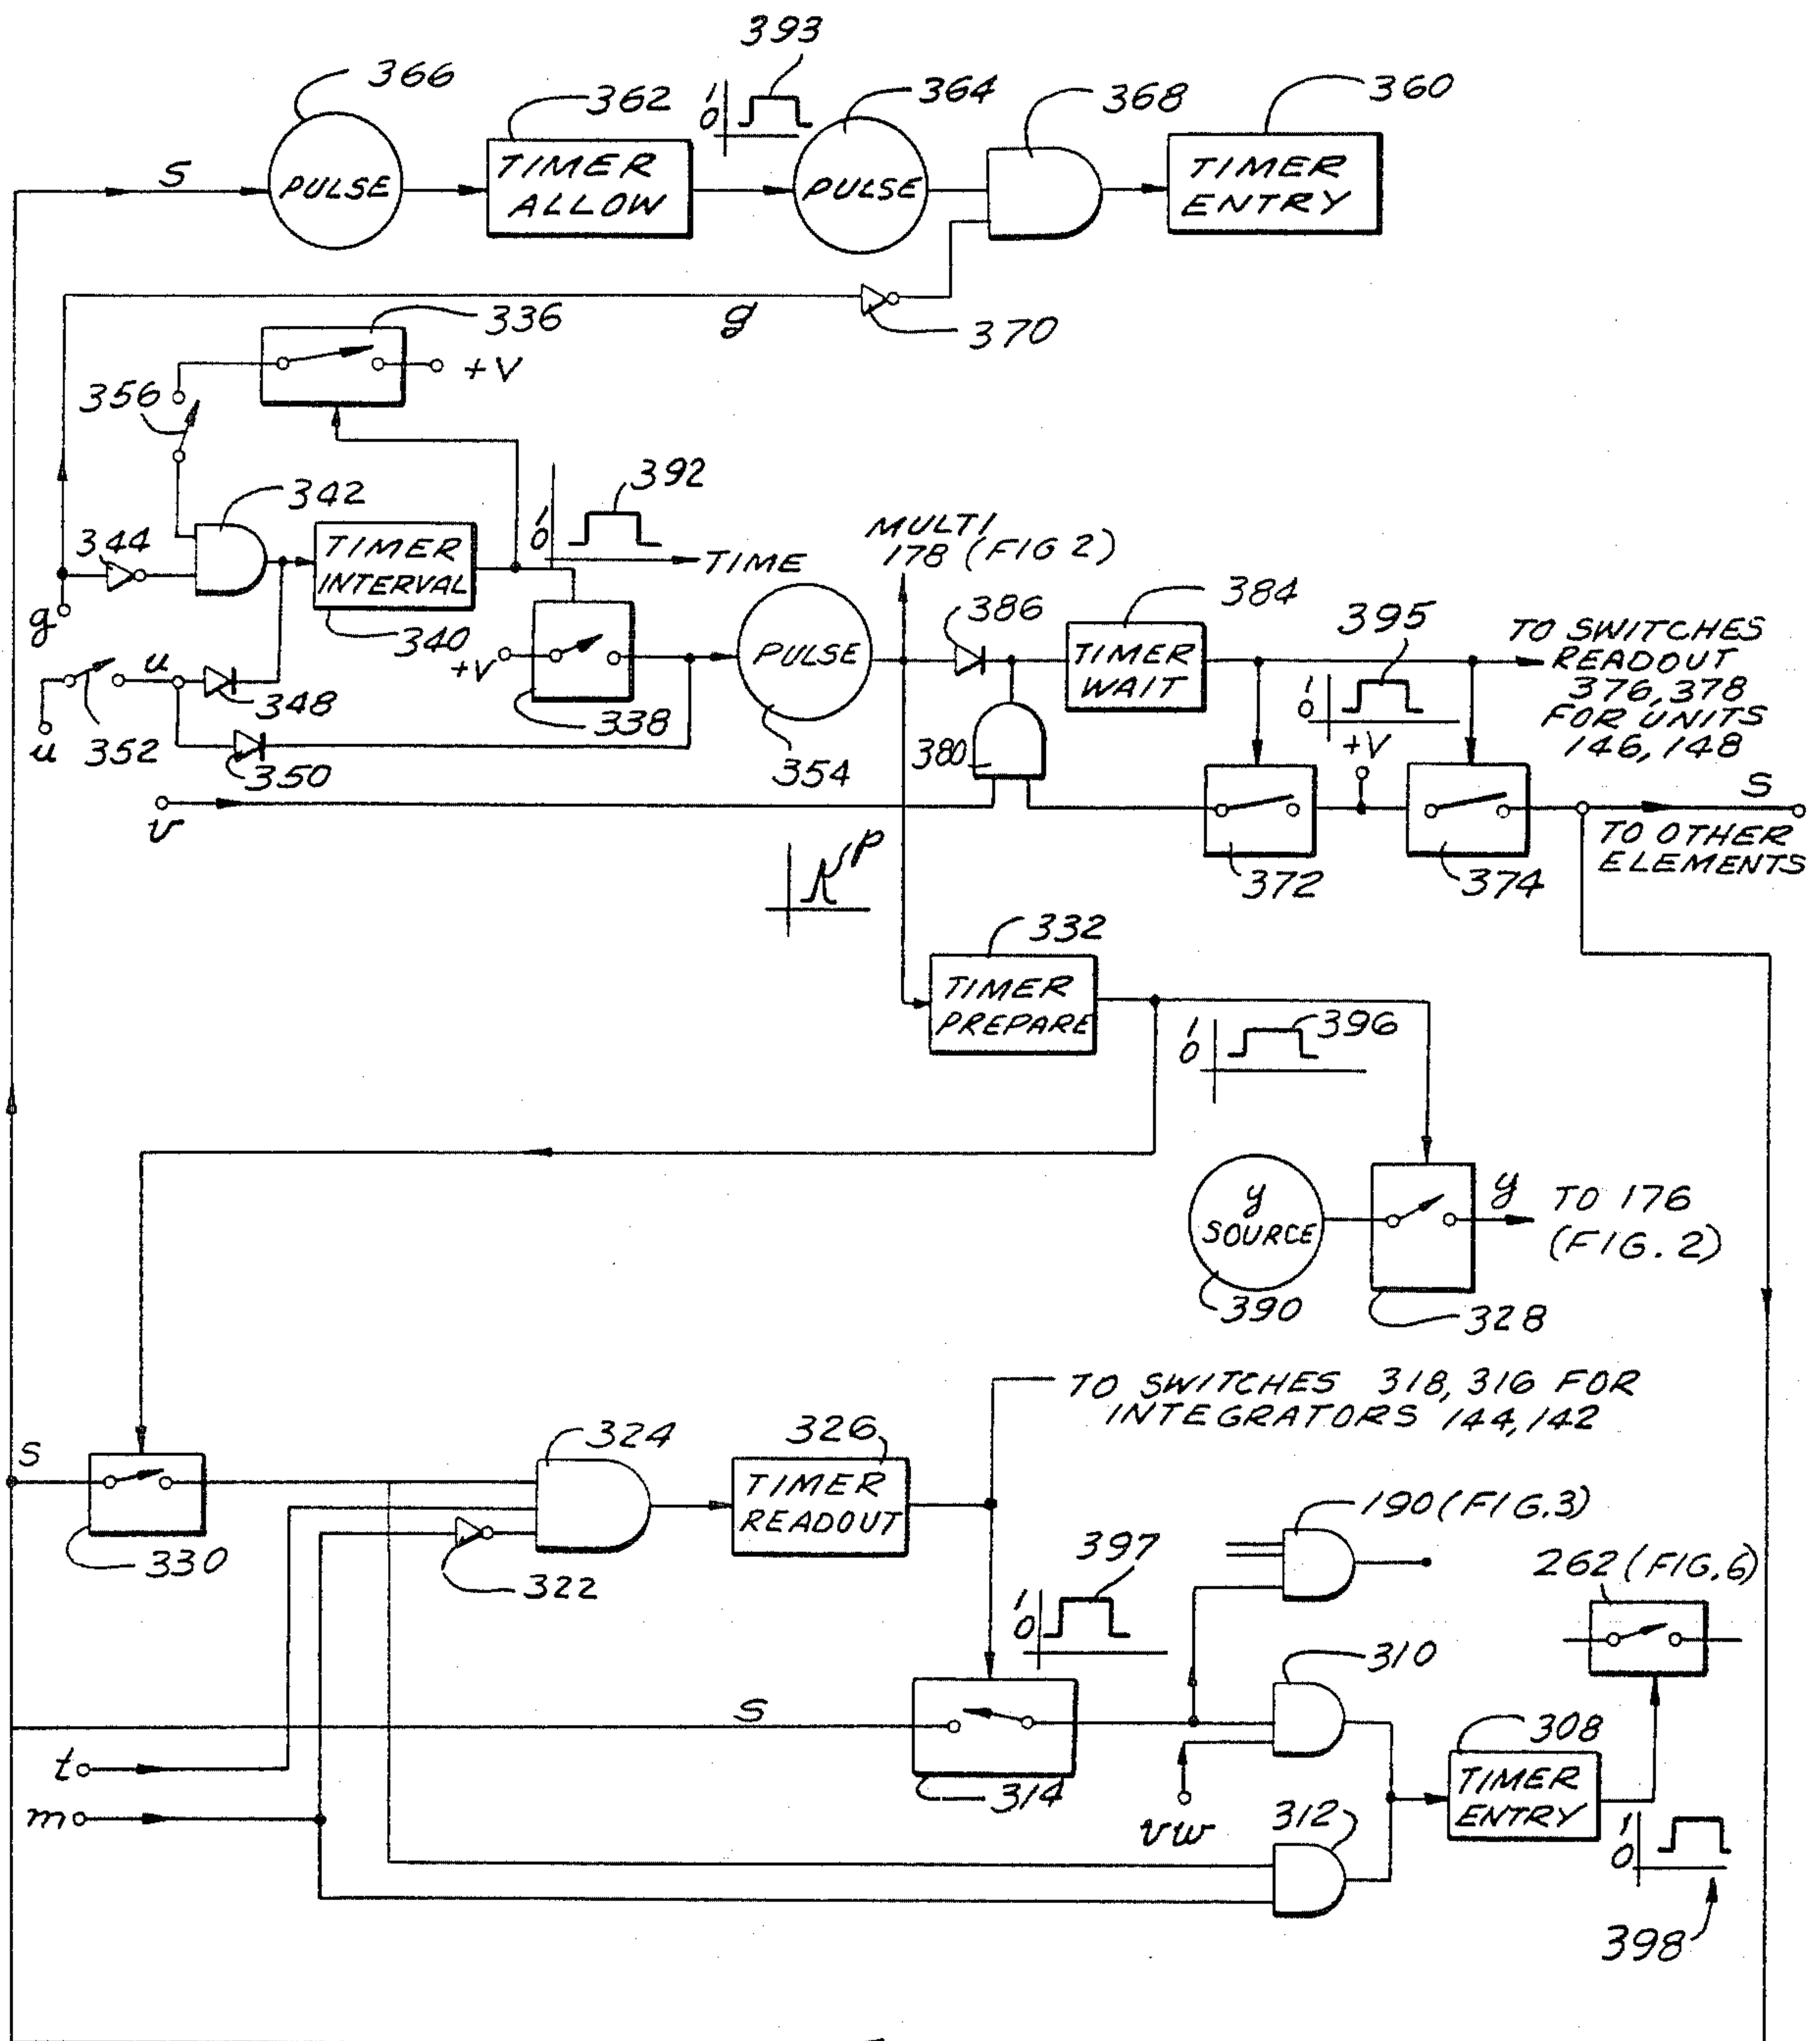 393
366
362
1
0
364
368
360
S
PULSE
TIMER
ALLOW
PULSE
TIMER
ENTRY
g
370
336
+V
356
342
392
1
0
TIME
344
TIMER
INTERVAL
g
340
MULTI
178 (FIG 2)
386
384
395
1
0
TO SWITCHES
READOUT
376, 378
FOR UNITS
146, 148
u
u
352
348
350
+V
338
PULSE
354
380
TIMER
WAIT
+V
v
372
374
S
TO OTHER
ELEMENTS
P
332
TIMER
PREPARE
1
0
396
y
SOURCE
390
y
TO 176
(FIG. 2)
328
TO SWITCHES 318, 316 FOR
INTEGRATORS 144, 142
S
324
326
TIMER
READOUT
330
322
397
1
0
190 (FIG.3)
262 (FIG.6)
310
S
314
t
m
vw
312
308
TIMER
ENTRY
1
0
398